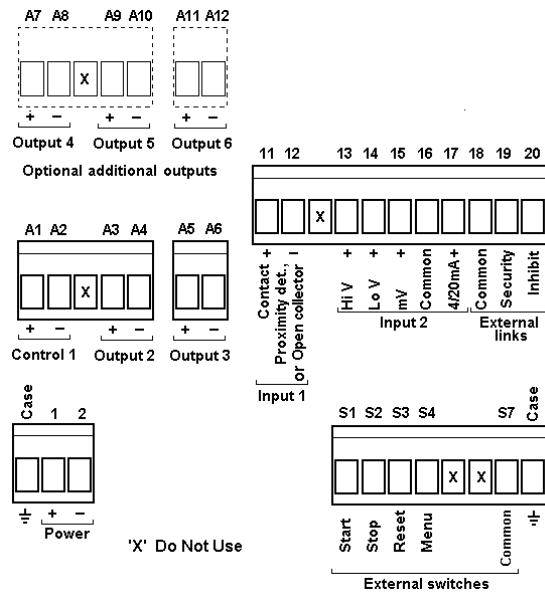 A7 A8 A9 A10 A11 A12
X
+ − + − + −
Output 4 Output 5 Output 6
Optional additional outputs
11 12 13 14 15 16 17 18 19 20
X
Contact +
Proximity det., −
or Open collector
Hi V +
Lo V +
mV +
Common
4/20mA +
Common
Security
Inhibit
Input 1
Input 2
External
links
A1 A2 A3 A4 A5 A6
X
+ − + − + −
Control 1 Output 2 Output 3
Case 1 2
+ −
Power
'X' Do Not Use
S1 S2 S3 S4 S7 Case
X X
Start
Stop
Reset
Menu
Common
External switches